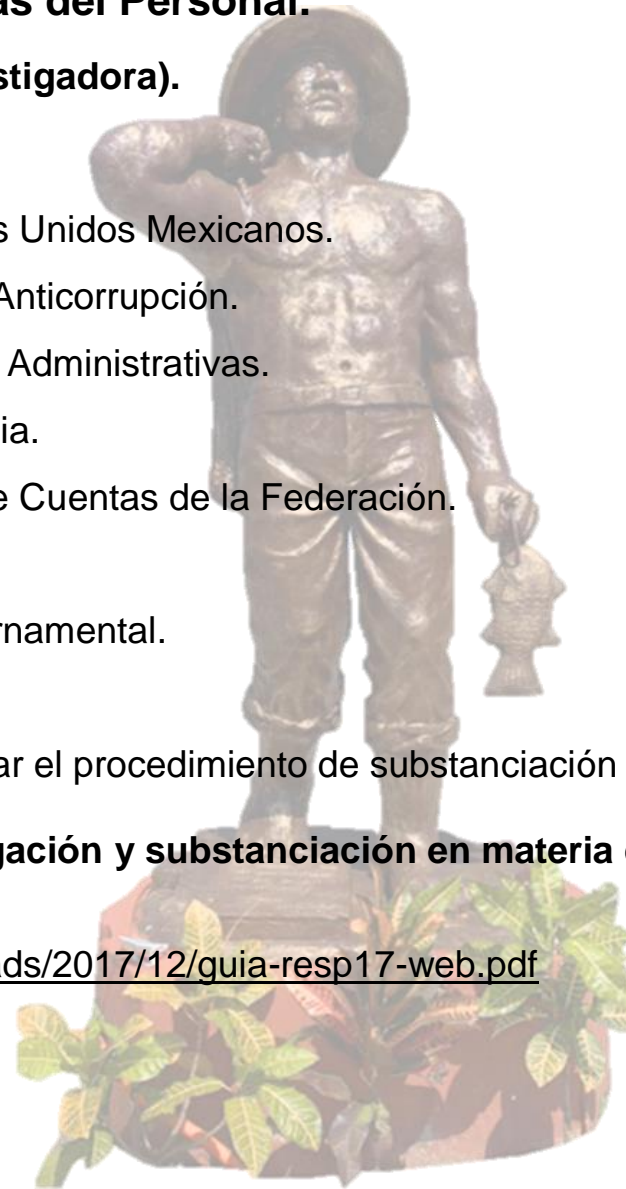 as del Personal.
stigadora).
s Unidos Mexicanos.
Anticorrupción.
Administrativas.
ia.
e Cuentas de la Federación.
rnamental.
ar el procedimiento de substanciación
gación y substanciación en materia
ads/2017/12/guia-resp17-web.pdf